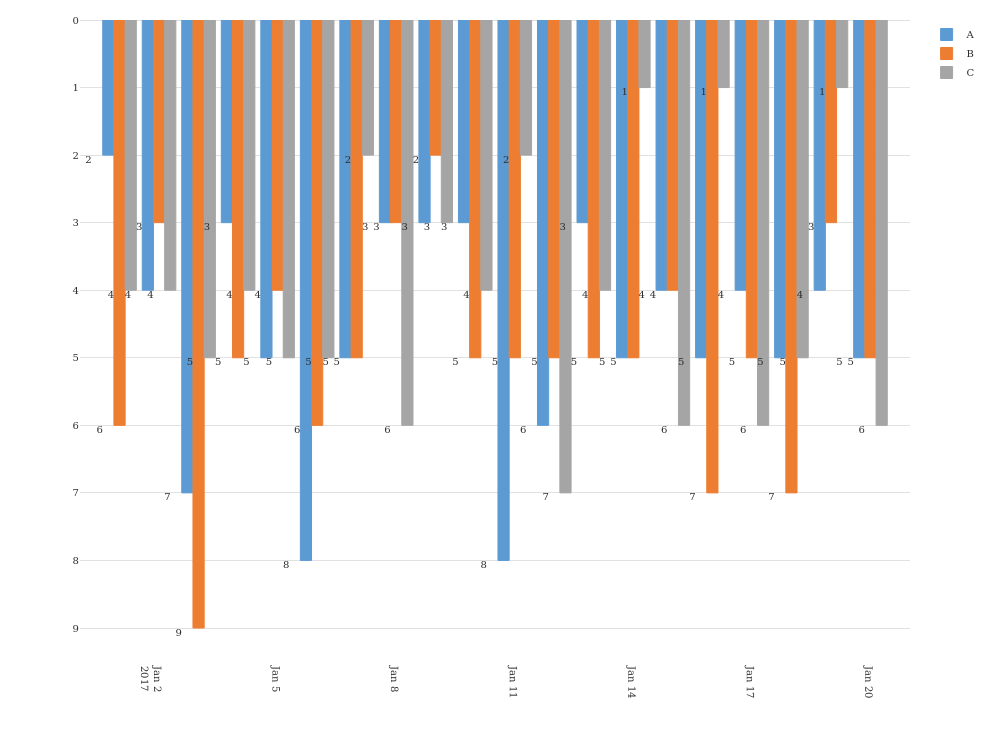 0
A
B
C
1
1 1 1
2
2 2 2 2
3
3 3 3 3 3 3 3 3 3
4
4 4 4 4 4 4 4 4 4 4 4
5
5 5 5 5 5 5 5 5 5 5 5 5 5 5 5 5 5 5 5
6
6 6 6 6 6 6 6
7
7 7 7 7
8
8 8
9
9
Jan 2
2017
Jan 5
Jan 8
Jan 11
Jan 14
Jan 17
Jan 20